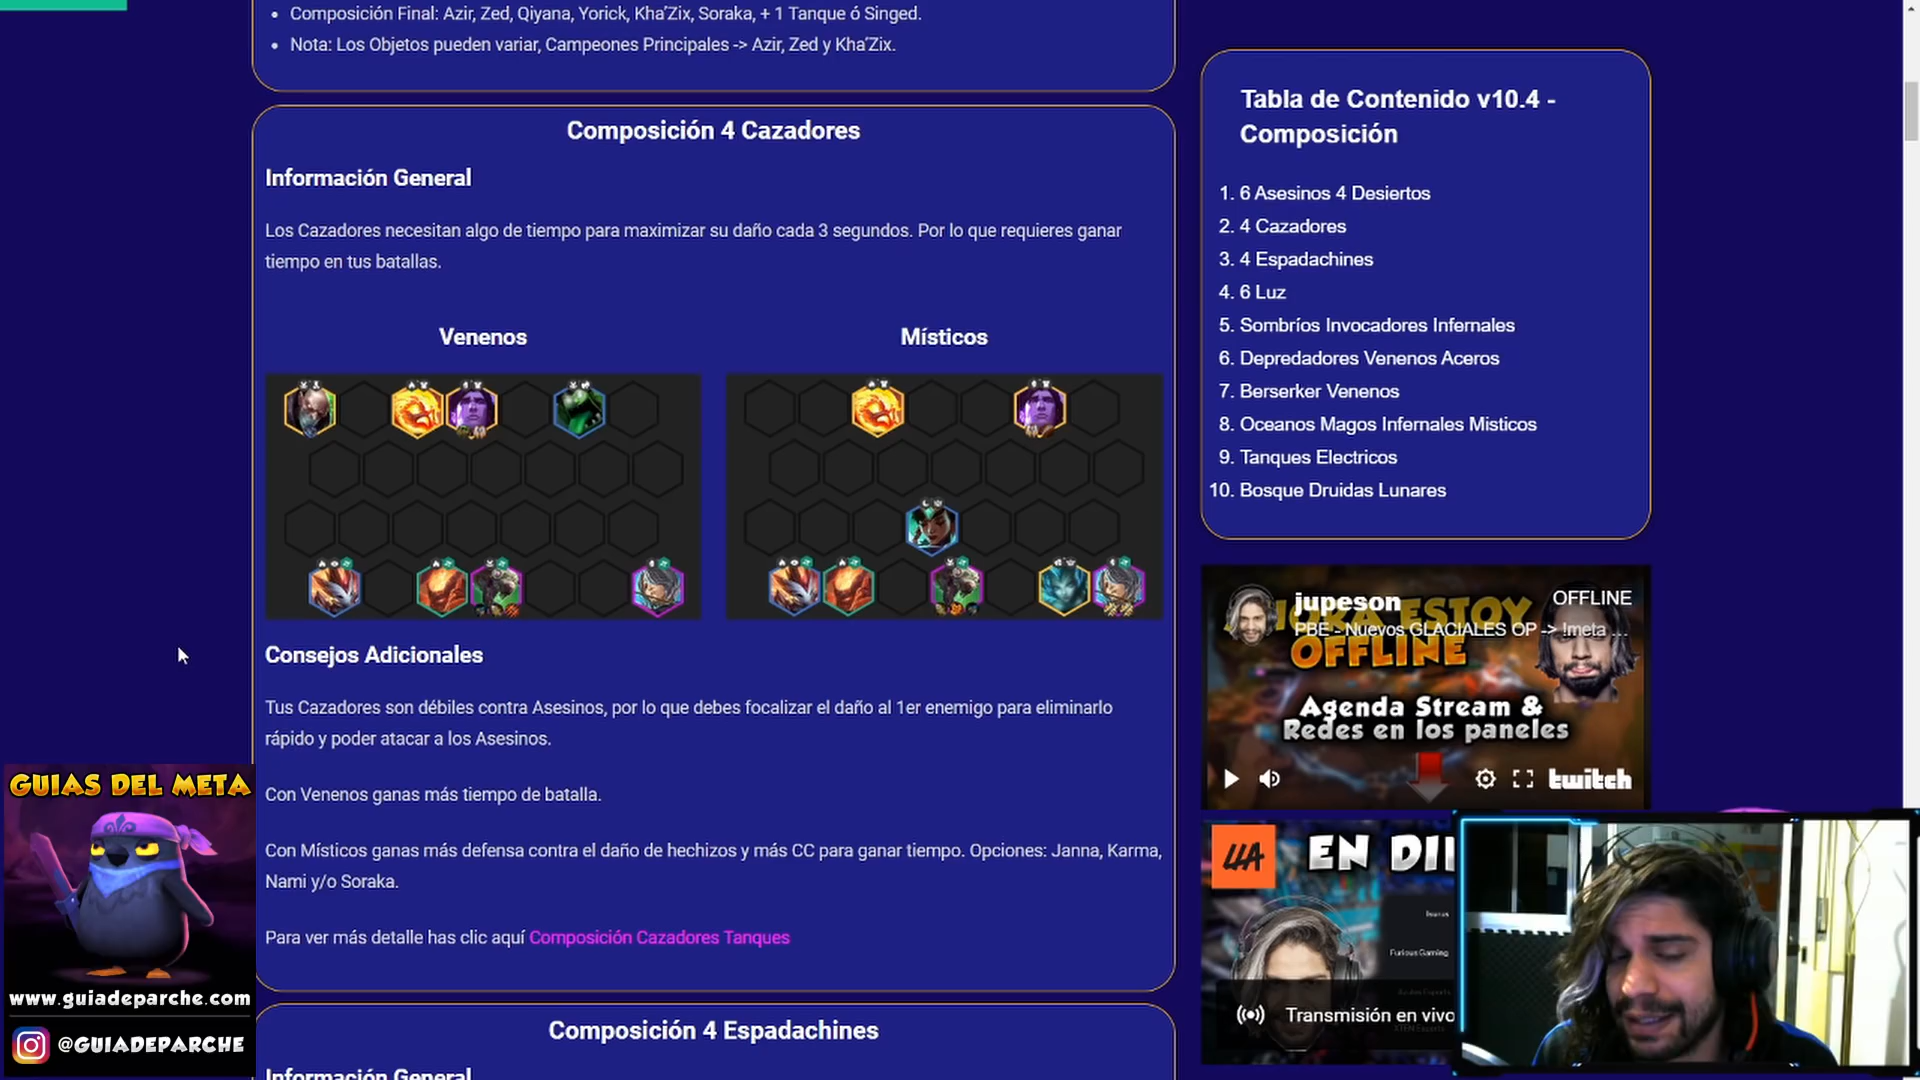 Composición Final: Azir, Zed, Qiyana, Yorick, Kha'Zix, Soraka, + 1 Tanque ó Singed.
Nota: Los Objetos pueden variar, Campeones Principales -> Azir, Zed y Kha'Zix.
Composición 4 Cazadores
Información General
Los Cazadores necesitan algo de tiempo para maximizar su daño cada 3 segundos. Por lo que requieres ganar
tiempo en tus batallas.
Venenos
Místicos
Consejos Adicionales
Tus Cazadores son débiles contra Asesinos, por lo que debes focalizar el daño al 1er enemigo para eliminarlo
rápido y poder atacar a los Asesinos.
Con Venenos ganas más tiempo de batalla.
Con Místicos ganas más defensa contra el daño de hechizos y más CC para ganar tiempo. Opciones: Janna, Karma,
Nami y/o Soraka.
Para ver más detalle has clic aquí Composición Cazadores Tanques
Composición 4 Espadachines
Información General
Tabla de Contenido v10.4 -
Composición
1. 6 Asesinos 4 Desiertos
2. 4 Cazadores
3. 4 Espadachines
4. 6 Luz
5. Sombríos Invocadores Infernales
6. Depredadores Venenos Aceros
7. Berserker Venenos
8. Oceanos Magos Infernales Misticos
9. Tanques Electricos
10. Bosque Druidas Lunares
jupeson
OFFLINE
PBE - Nuevos GLACIALES OP -> !meta ...
ESTOY
OFFLINE
Agenda Stream &
Redes en los paneles
twitch
EN DI
Furious Gaming
Transmisión en vivo
GUIAS DEL META
www.guiadeparche.com
@GUIADEPARCHE